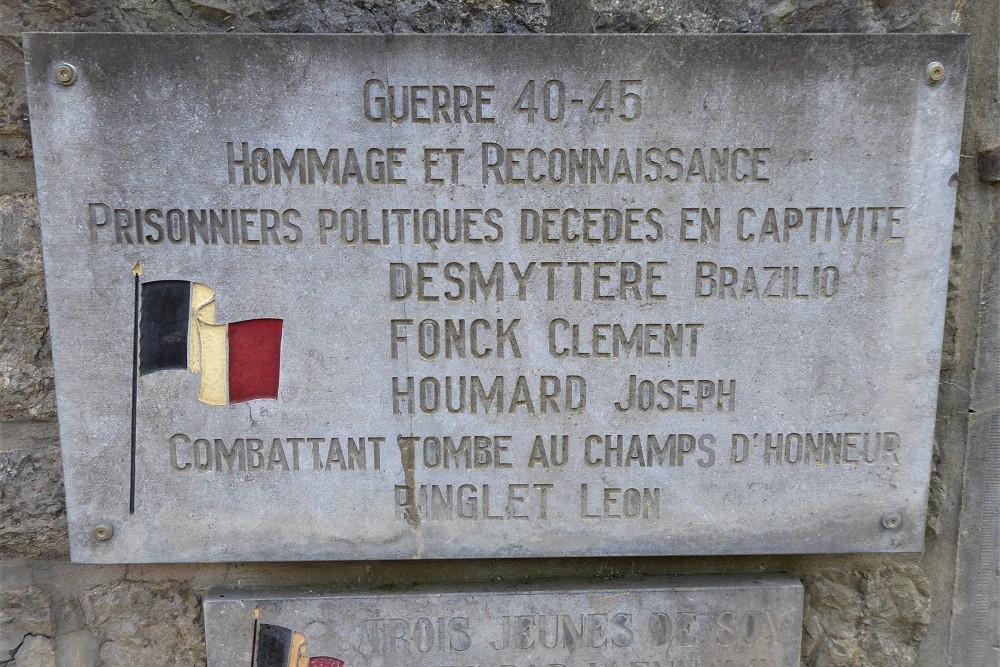 GUERRE 40-45
HOMMAGE ET RECONNAISSANCE
PRISONNIERS POLITIQUES DECEDES EN CAPTIVITE
DESMYTTERE BRAZILIO
FONCK CLEMENT
HOUMARD JOSEPH
COMBATTANT TOMBE AU CHAMPS D'HONNEUR
PINGLET LEON
TROIS JEUNES DE SOY